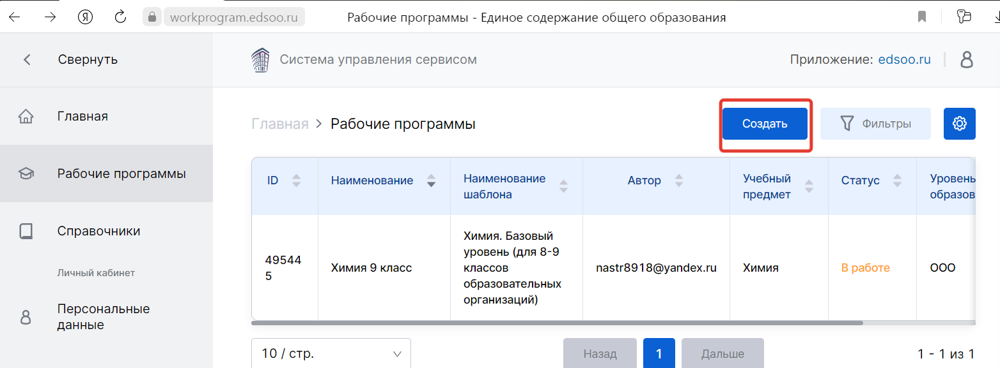 workprogram.edsoo.ru
Рабочие программы - Единое содержание общего образования
Свернуть
Система управления сервисом
Приложение: edsoo.ru
Главная
Рабочие программы
Справочники
Личный кабинет
Персональные
данные
Главная > Рабочие программы
Создать
Фильтры
ID
Наименование
Наименование
шаблона
Автор
Учебный
предмет
Статус
Уровень
образов
49544
5
Химия 9 класс
Химия. Базовый
уровень (для 8-9
классов
образовательных
организаций)
nastr8918@yandex.ru
Химия
В работе
ООО
10 / стр.
Назад
1
Дальше
1 - 1 из 1